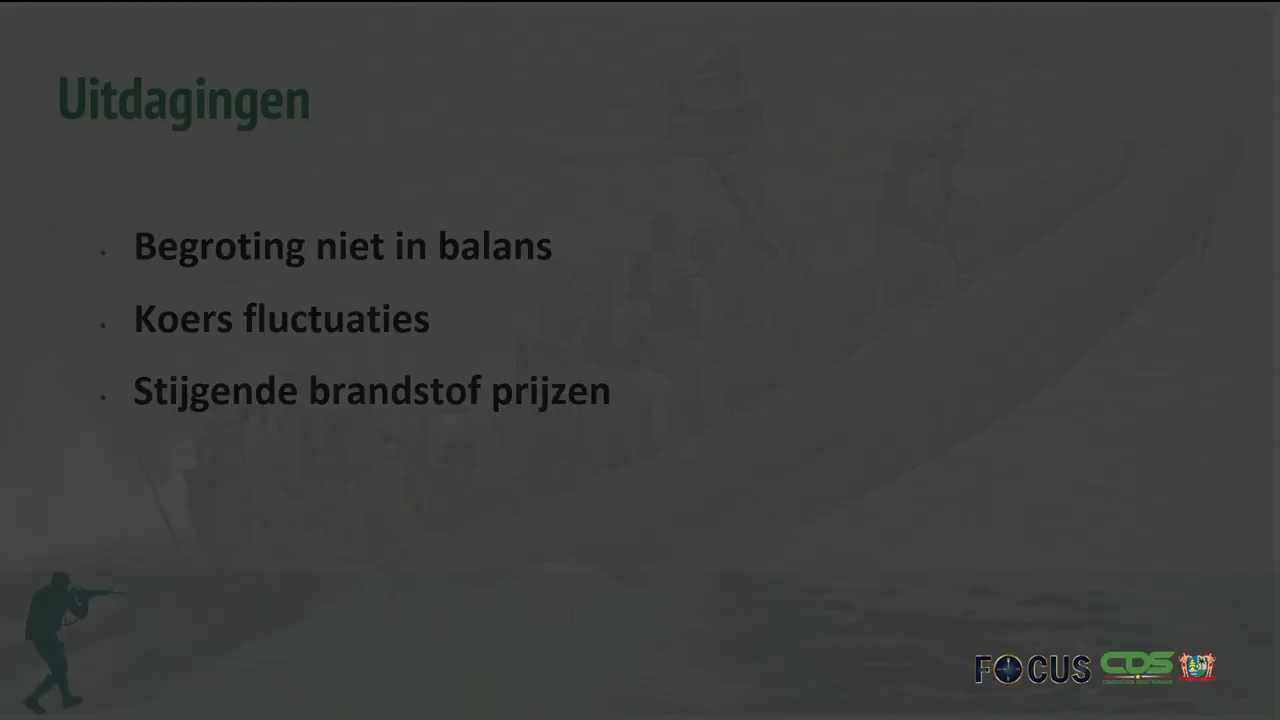 Uitdagingen
Begroting niet in balans
Koers fluctuaties
Stijgende brandstof prijzen
FOCUS
CDS